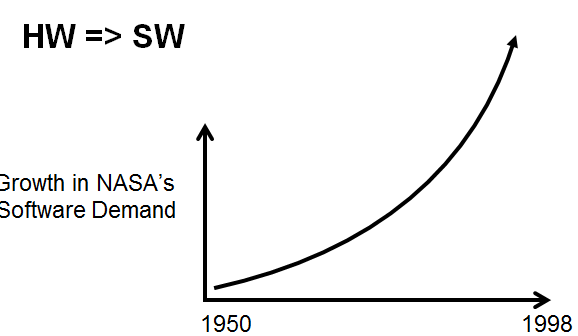 HW => SW
Growth in NASA's
Software Demand
1950
1998